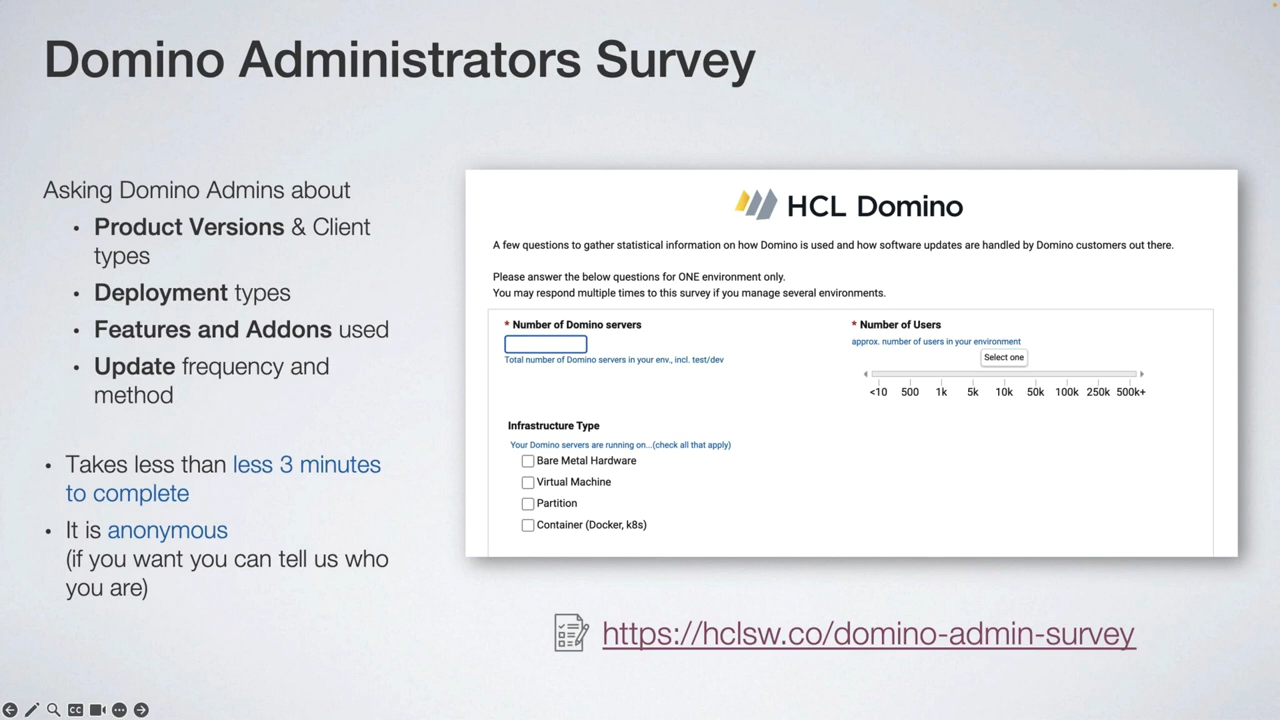 Domino Administrators Survey
Asking Domino Admins about
• Product Versions & Client
types
• Deployment types
• Features and Addons used
• Update frequency and
method
• Takes less than less 3 minutes
to complete
• It is anonymous
(if you want you can tell us who
you are)
HCL Domino
A few questions to gather statistical information on how Domino is used and how software updates are handled by Domino customers out there.
Please answer the below questions for ONE environment only.
You may respond multiple times to this survey if you manage several environments.
* Number of Domino servers
Total number of Domino servers in your env., incl. test/dev
* Number of Users
approx. number of users in your environment
Select one
<10 500 1k 5k 10k 50k 100k 250k 500k+
Infrastructure Type
Your Domino servers are running on...(check all that apply)
Bare Metal Hardware
Virtual Machine
Partition
Container (Docker, k8s)
https://hclsw.co/domino-admin-survey
CC